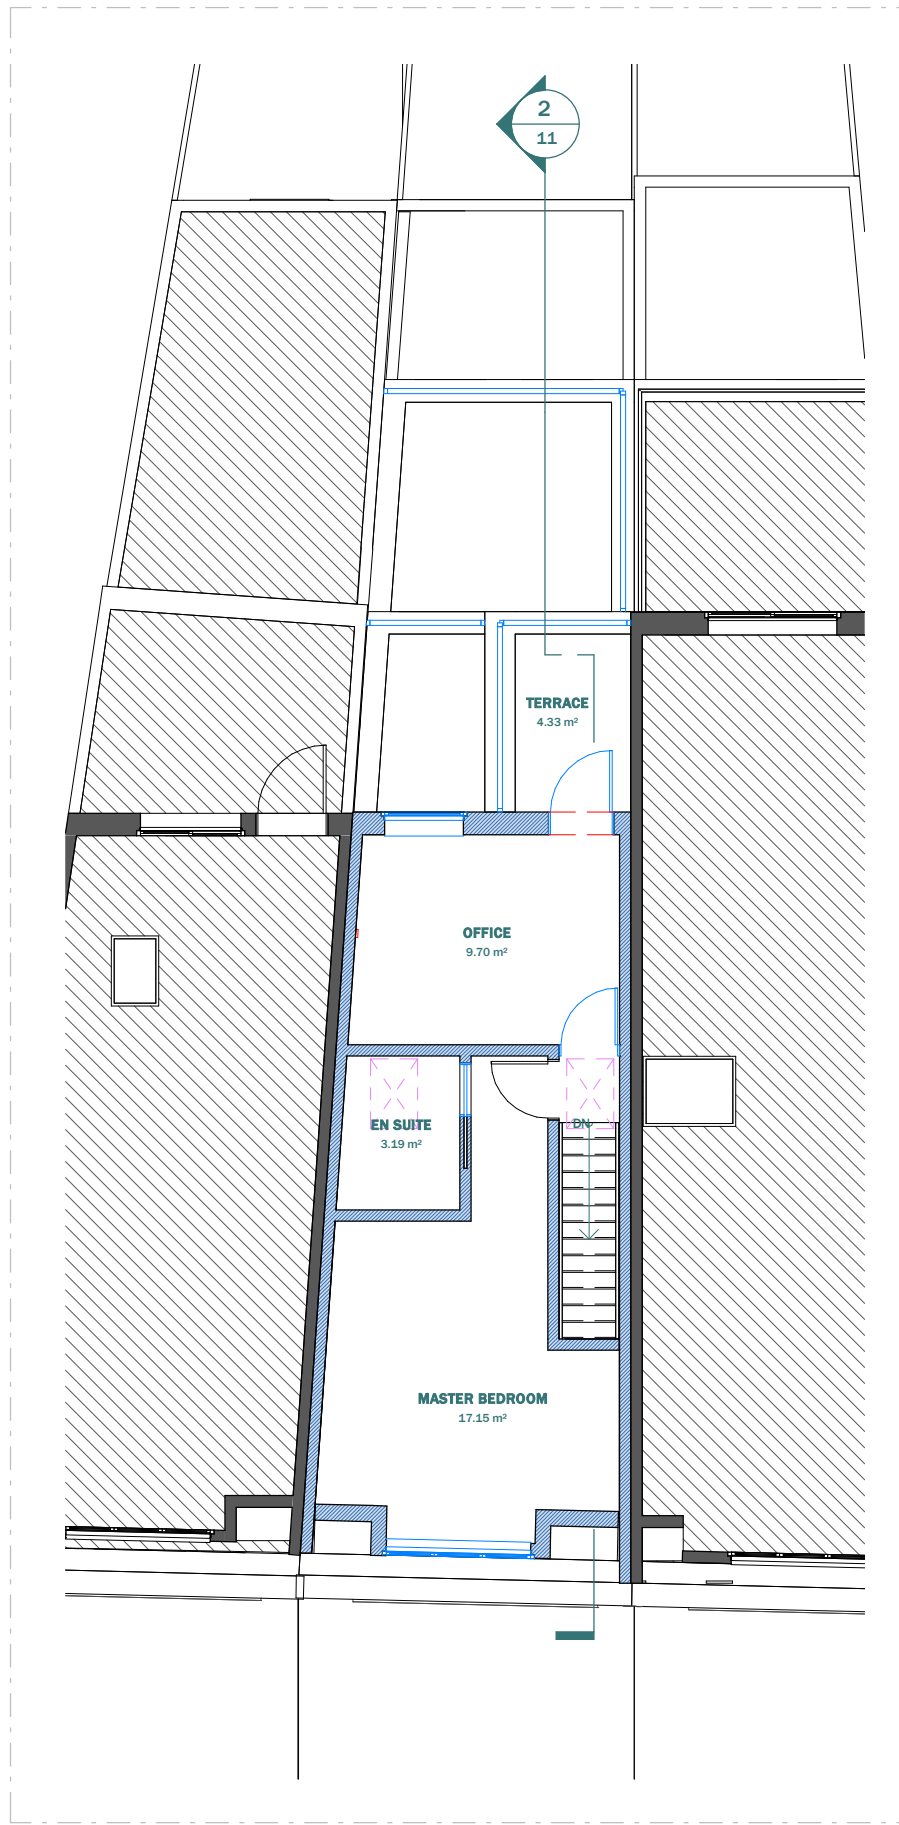 2
11
TERRACE
4.33 m²
OFFICE
9.70 m²
EN SUITE
3.19 m²
DN
MASTER BEDROOM
17.15 m²